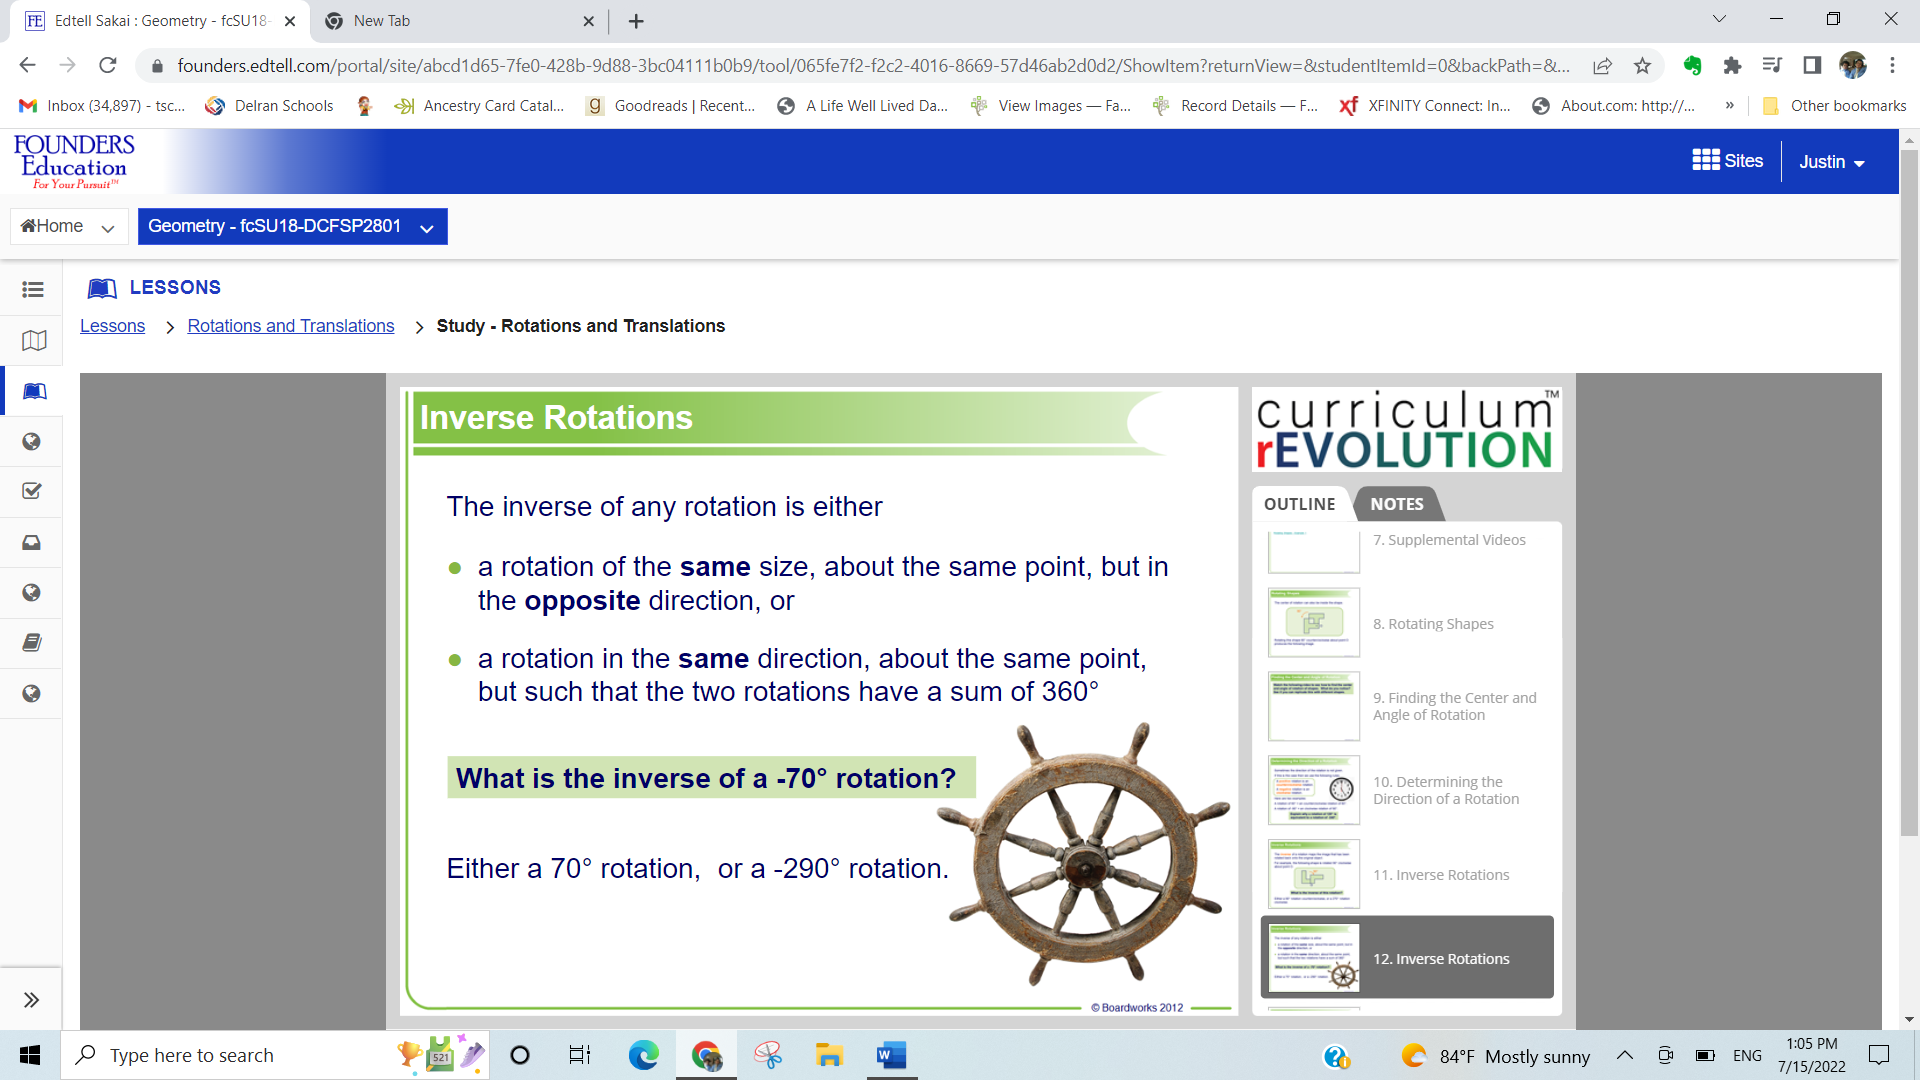 Edtell Sakai : Geometry - fcSU18-
New Tab
founders.edtell.com/portal/site/abcd1d65-7fe0-428b-9d88-3bc04111b0b9/tool/065fe7f2-f2c2-4016-8669-57d46ab2d0d2/ShowItem?returnView=&studentItemId=0&backPath=&...
Inbox (34,897) - tsc...
Delran Schools
Ancestry Card Catal...
Goodreads | Recent...
A Life Well Lived Da...
View Images — Fa...
Record Details — F...
XFINITY Connect: In...
About.com: http://...
»
Other bookmarks
FOUNDERS
Education
For Your Pursuit™
Sites
Justin
Home
Geometry - fcSU18-DCFSP2801
LESSONS
Lessons > Rotations and Translations > Study - Rotations and Translations
Inverse Rotations
The inverse of any rotation is either
• a rotation of the same size, about the same point, but in
the opposite direction, or
• a rotation in the same direction, about the same point,
but such that the two rotations have a sum of 360°
What is the inverse of a -70° rotation?
Either a 70° rotation, or a -290° rotation.
© Boardworks 2012
curriculum™
rEVOLUTION
OUTLINE
NOTES
7. Supplemental Videos
8. Rotating Shapes
9. Finding the Center and
Angle of Rotation
10. Determining the
Direction of a Rotation
11. Inverse Rotations
12. Inverse Rotations
Type here to search
521
84°F Mostly sunny
ENG
1:05 PM
7/15/2022